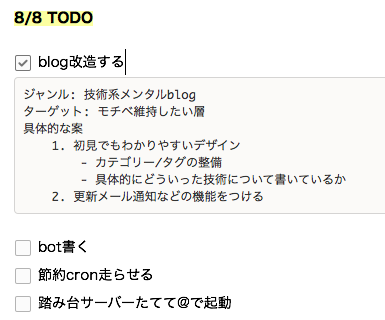 8/8 TODO
blog改造する
ジャンル: 技術系メンタルblog
ターゲット: モチベ維持したい層
具体的な案
1. 初見でもわかりやすいデザイン
- カテゴリー/タグの整備
- 具体的にどういった技術について書いているか
2. 更新メール通知などの機能をつける
bot書く
節約cron走らせる
踏み台サーバーたてて@で起動